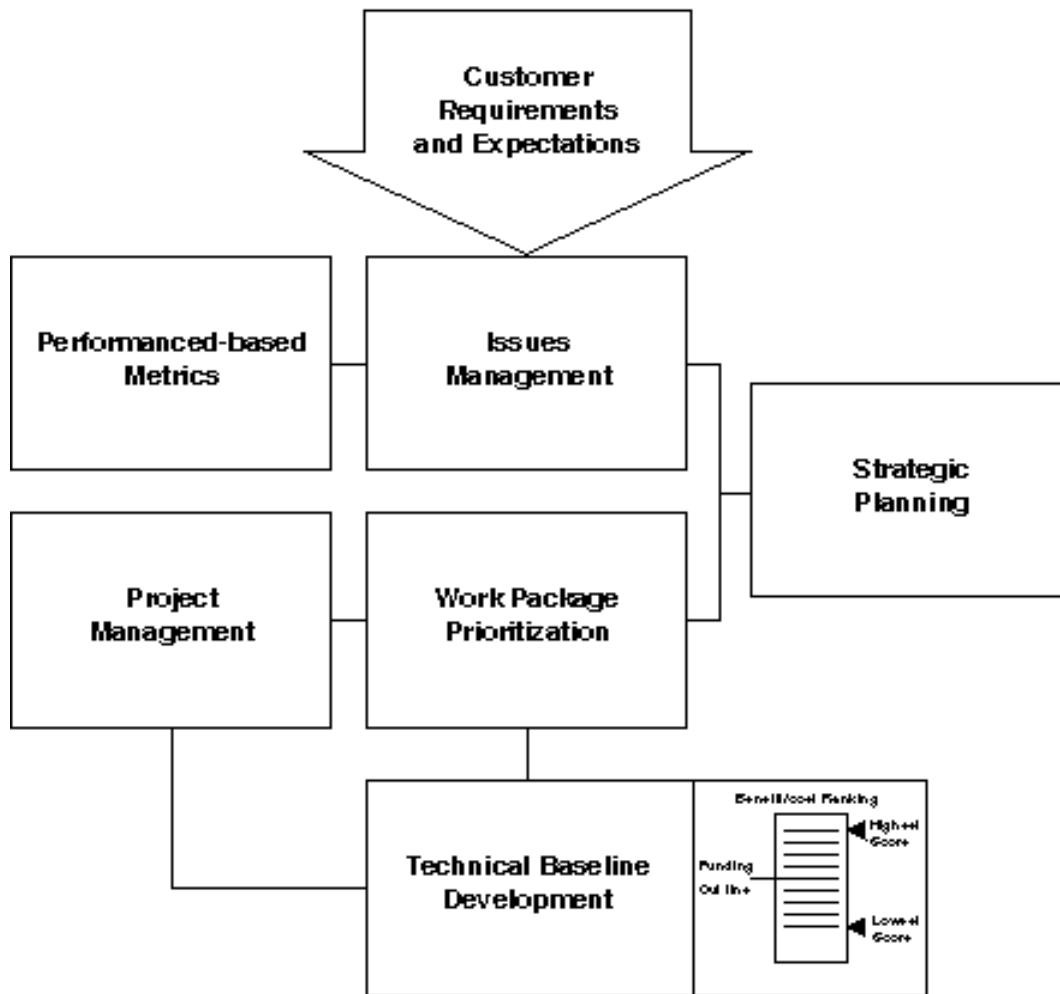 Customer
Requirements
and Expectations
Performanced-based
Metrics
Issues
Management
Strategic
Planning
Project
Management
Work Package
Prioritization
Technical Baseline
Development
Benefit/cost Ranking
Highest
Score
Funding
Cut line
Lowest
Score